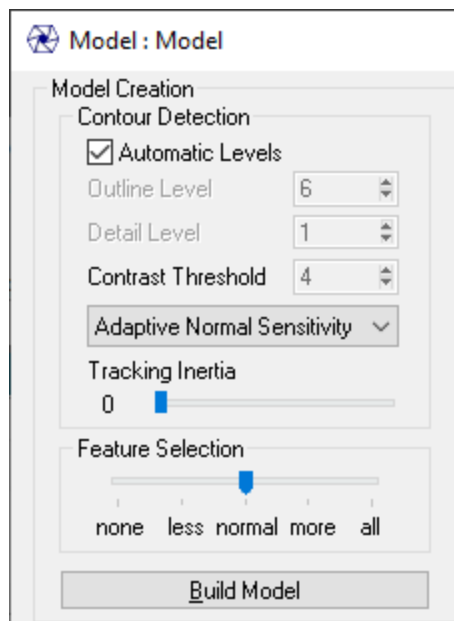 Model : Model
Model Creation
Contour Detection
Automatic Levels
Outline Level 6
Detail Level 1
Contrast Threshold 4
Adaptive Normal Sensitivity
Tracking Inertia
0
Feature Selection
none less normal more all
Build Model